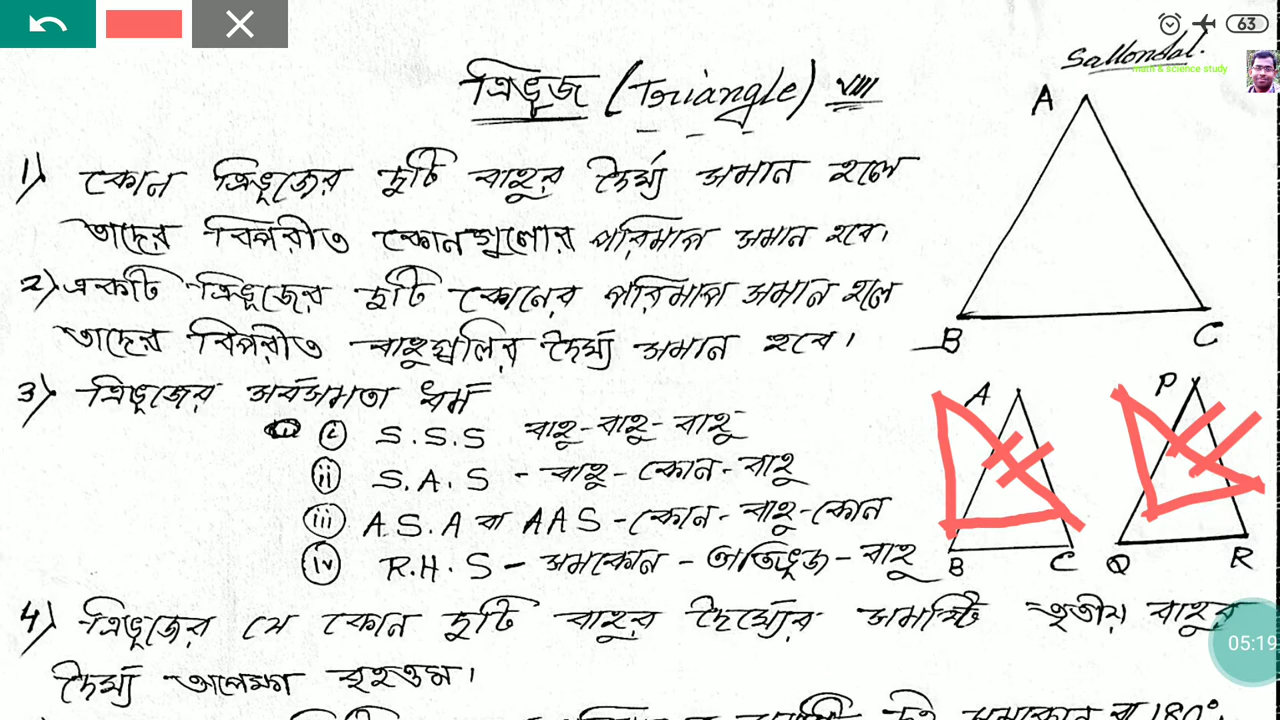 63
Sallondal.
math & science study
ত্রিভূজ (Triangle) VIII
A
1) কোন ত্রিভূজের দুটি বাহুর দৈর্ঘ্য সমান হলে
তাদের বিপরীত কোনগুলোর পরিমাপ সমান হবে।
2) একটি ত্রিভূজের দুটি কোনের পরিমাপ সমান হলে
তাদের বিপরীত বাহুগুলির দৈর্ঘ্য সমান হবে।
B C
3) ত্রিভূজের সর্বসমতা ধর্ম
A P
i S.S.S বাহু-বাহু-বাহু
ii S.A.S - বাহু-কোন-বাহু
iii A.S.A বা AAS - কোন-বাহু-কোন
iv R.H.S - সমকোন - অতিভূজ - বাহু
B C Q R
4) ত্রিভূজের যে কোন দুটি বাহুর দৈর্ঘ্যের সমষ্টি তৃতীয় বাহুর
05:19
দৈর্ঘ্য অপেক্ষা বৃহত্তম।
দুই সমকোন বা 180°